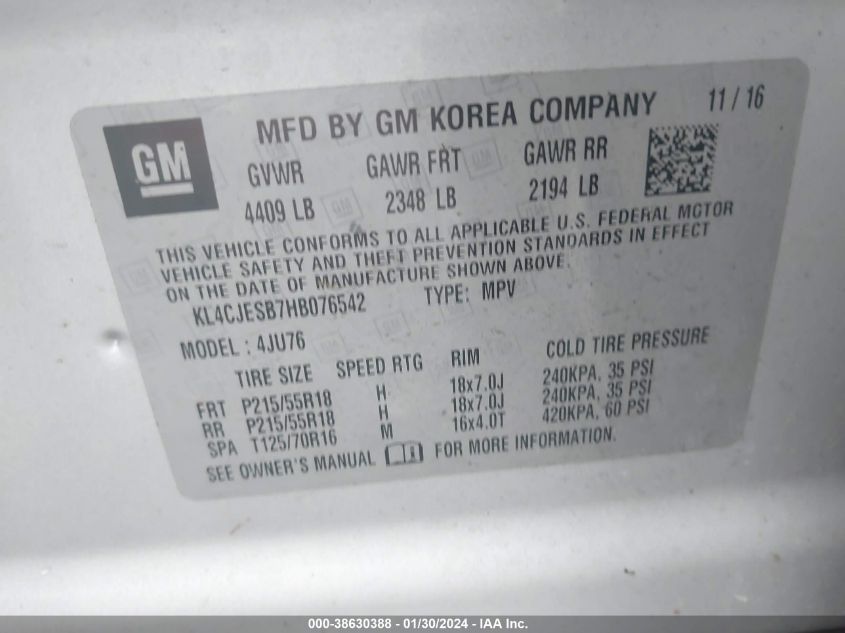 GM
MFD BY GM KOREA COMPANY 11 / 16
GVWR GAWR FRT GAWR RR
4409 LB 2348 LB 2194 LB
THIS VEHICLE CONFORMS TO ALL APPLICABLE U.S. FEDERAL MOTOR
VEHICLE SAFETY AND THEFT PREVENTION STANDARDS IN EFFECT
ON THE DATE OF MANUFACTURE SHOWN ABOVE.
KL4CJESB7HB076542 TYPE: MPV
MODEL : 4JU76
TIRE SIZE SPEED RTG RIM COLD TIRE PRESSURE
FRT P215/55R18 H 18x7.0J 240KPA, 35 PSI
RR P215/55R18 H 18x7.0J 240KPA, 35 PSI
SPA T125/70R16 M 16x4.0T 420KPA, 60 PSI
SEE OWNER'S MANUAL FOR MORE INFORMATION.
000-38630388 - 01/30/2024 - IAA Inc.